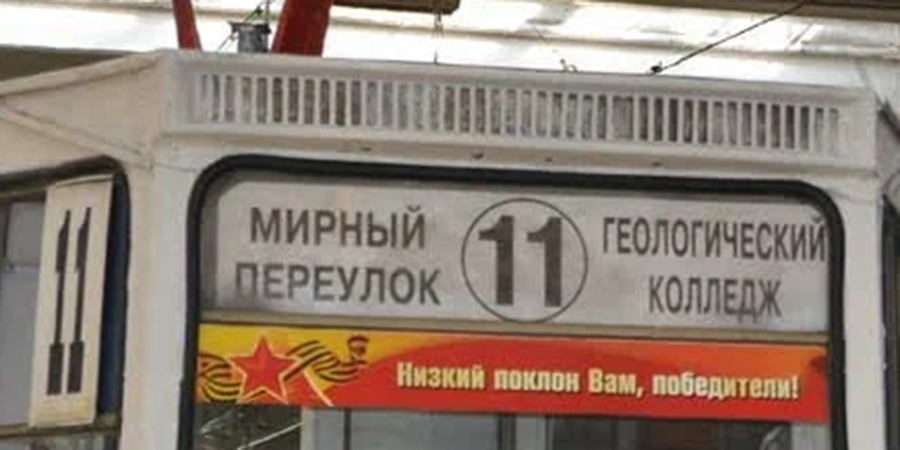 11
МИРНЫЙ
ПЕРЕУЛОК
11
ГЕОЛОГИЧЕСКИЙ
КОЛЛЕДЖ
Низкий поклон Вам, победители!